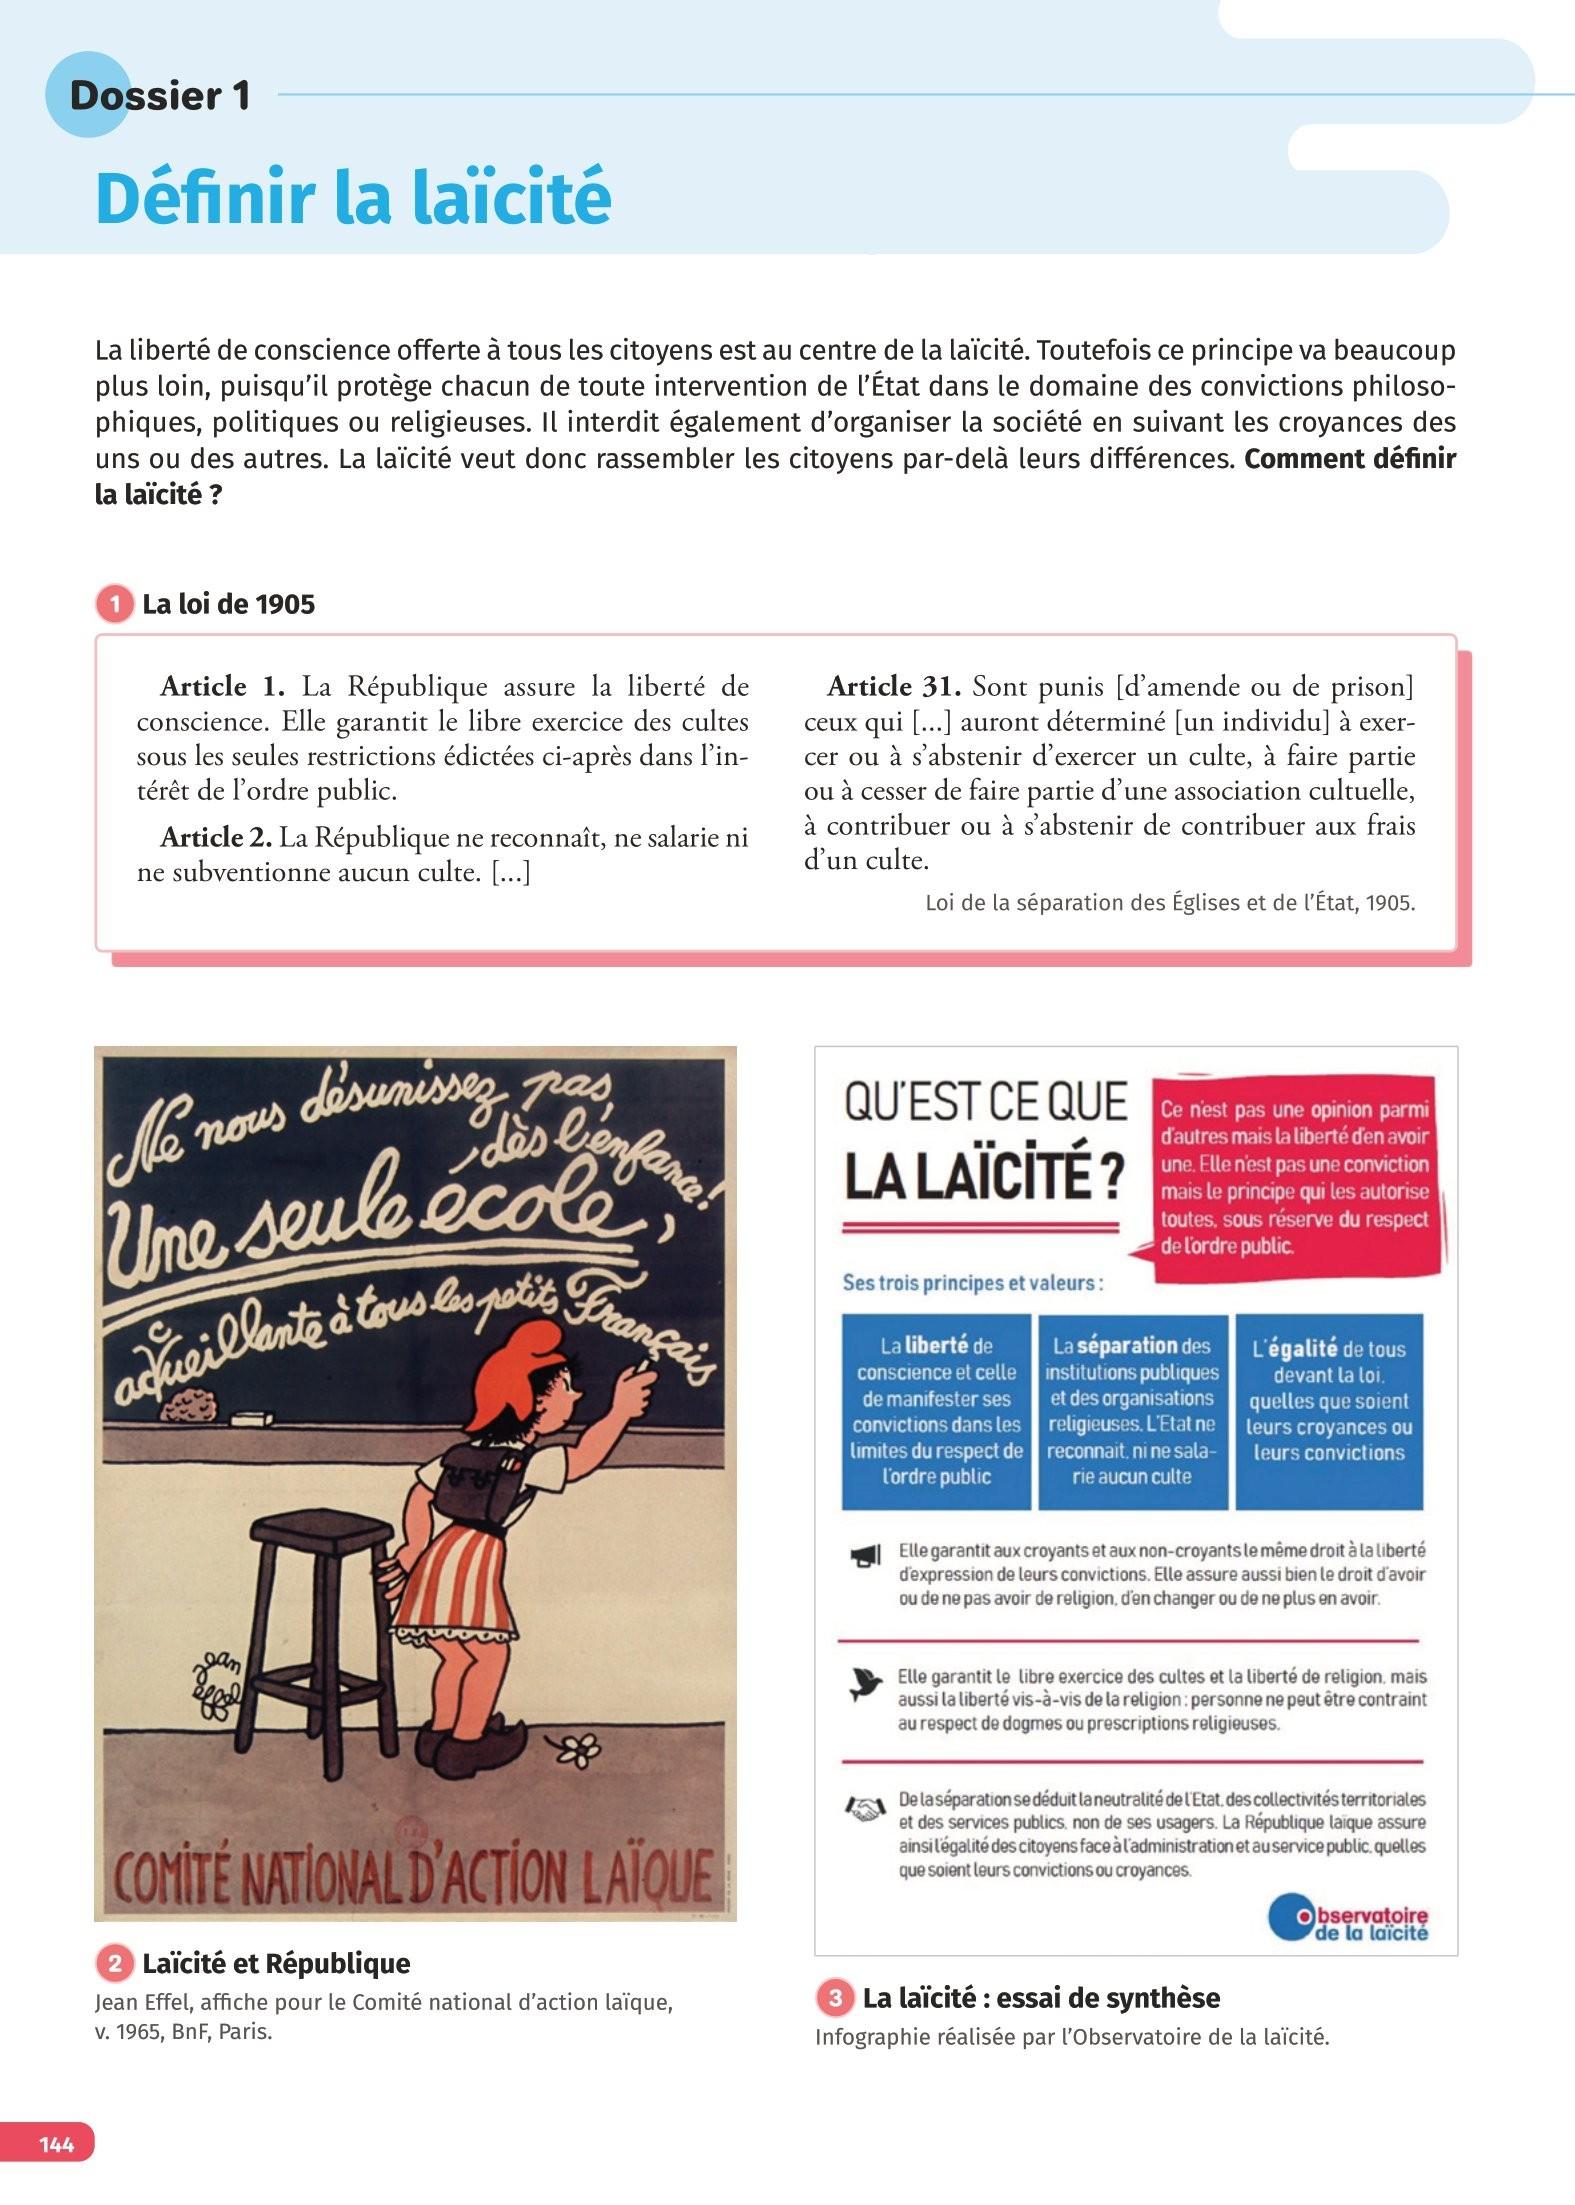 Dossier 1
Définir la laïcité
La liberté de conscience offerte à tous les citoyens est au centre de la laïcité. Toutefois ce principe va beaucoup
plus loin, puisqu’il protège chacun de toute intervention de l’État dans le domaine des convictions philoso-
phiques, politiques ou religieuses. Il interdit également d’organiser la société en suivant les croyances des
uns ou des autres. La laïcité veut donc rassembler les citoyens par-delà leurs différences. Comment définir
la laïcité ?
1 La loi de 1905
Article 1. La République assure la liberté de
conscience. Elle garantit le libre exercice des cultes
sous les seules restrictions édictées ci-après dans l’in-
térêt de l’ordre public.
Article 2. La République ne reconnaît, ne salarie ni
ne subventionne aucun culte. [...]
Article 31. Sont punis [d’amende ou de prison]
ceux qui [...] auront déterminé [un individu] à exer-
cer ou à s’abstenir d’exercer un culte, à faire partie
ou à cesser de faire partie d’une association cultuelle,
à contribuer ou à s’abstenir de contribuer aux frais
d’un culte.
Loi de la séparation des Églises et de l’État, 1905.
Ne nous désunissez pas,
dès l'enfance!
Une seule école,
acqueillante à tous les petits Français
jean
effel
COMITÉ NATIONAL D'ACTION LAÏQUE
2 Laïcité et République
Jean Effel, affiche pour le Comité national d’action laïque,
v. 1965, BnF, Paris.
QU'EST CE QUE
LA LAÏCITÉ ?
Ce n'est pas une opinion parmi
d'autres mais la liberté d'en avoir
une. Elle n'est pas une conviction
mais le principe qui les autorise
toutes, sous réserve du respect
de l'ordre public.
Ses trois principes et valeurs :
La liberté de
conscience et celle
de manifester ses
convictions dans les
limites du respect de
l'ordre public
La séparation des
institutions publiques
et des organisations
religieuses. L'Etat ne
reconnait, ni ne sala-
rie aucun culte
L'égalité de tous
devant la loi,
quelles que soient
leurs croyances ou
leurs convictions
Elle garantit aux croyants et aux non-croyants le même droit à la liberté
d'expression de leurs convictions. Elle assure aussi bien le droit d'avoir
ou de ne pas avoir de religion, d'en changer ou de ne plus en avoir.
Elle garantit le libre exercice des cultes et la liberté de religion, mais
aussi la liberté vis-à-vis de la religion : personne ne peut être contraint
au respect de dogmes ou prescriptions religieuses.
De la séparation se déduit la neutralité de l'Etat, des collectivités territoriales
et des services publics, non de ses usagers. La République laïque assure
ainsi l'égalité des citoyens face à l'administration et au service public, quelles
que soient leurs convictions ou croyances.
Observatoire
de la laïcité
3 La laïcité : essai de synthèse
Infographie réalisée par l’Observatoire de la laïcité.
144